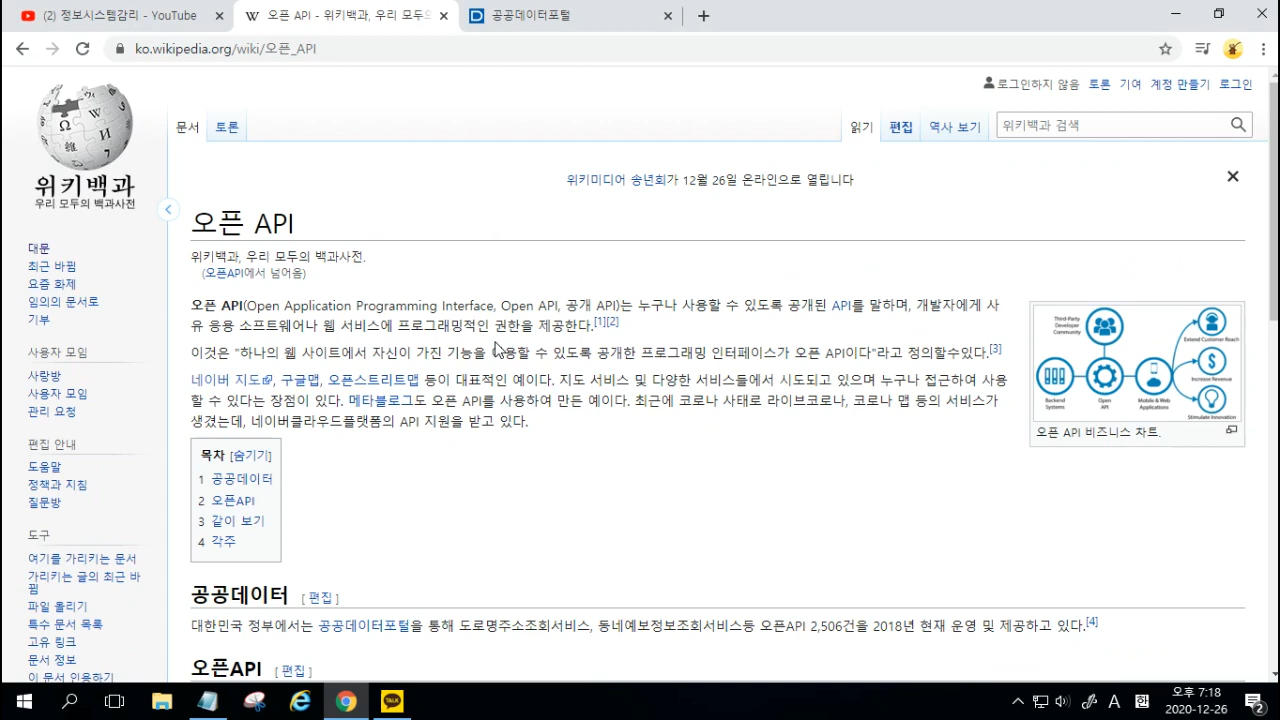 (2) 정보시스템감리 - YouTube
오픈 API - 위키백과, 우리 모두의
공공데이터포털
ko.wikipedia.org/wiki/오픈_API
로그인하지 않음 토론 기여 계정 만들기 로그인
문서 토론 읽기 편집 역사 보기 위키백과 검색
위키백과
우리 모두의 백과사전
위키미디어 송년회가 12월 26일 온라인으로 열립니다
오픈 API
위키백과, 우리 모두의 백과사전.
(오픈API에서 넘어옴)
오픈 API(Open Application Programming Interface, Open API, 공개 API)는 누구나 사용할 수 있도록 공개된 API를 말하며, 개발자에게 사
유 응용 소프트웨어나 웹 서비스에 프로그래밍적인 권한을 제공한다.[1][2]
이것은 "하나의 웹 사이트에서 자신이 가진 기능을 이용할 수 있도록 공개한 프로그래밍 인터페이스가 오픈 API이다"라고 정의할수있다.[3]
네이버 지도, 구글맵, 오픈스트리트맵 등이 대표적인 예이다. 지도 서비스 및 다양한 서비스들에서 시도되고 있으며 누구나 접근하여 사용
할 수 있다는 장점이 있다. 메타블로그도 오픈 API를 사용하여 만든 예이다. 최근에 코로나 사태로 라이브코로나, 코로나 맵 등의 서비스가
생겼는데, 네이버클라우드플랫폼의 API 지원을 받고 있다.
Third-Party
Developer
Community
Extend Customer Reach
Increase Revenue
Backend
Systems
Open
API
Mobile & Web
Applications
Stimulate Innovation
오픈 API 비즈니스 차트.
목차 [숨기기]
1 공공데이터
2 오픈API
3 같이 보기
4 각주
공공데이터 [ 편집 ]
대한민국 정부에서는 공공데이터포털을 통해 도로명주소조회서비스, 동네예보정보조회서비스등 오픈API 2,506건을 2018년 현재 운영 및 제공하고 있다.[4]
오픈API [ 편집 ]
대문
최근 바뀜
요즘 화제
임의의 문서로
기부
사용자 모임
사랑방
사용자 모임
관리 요청
편집 안내
도움말
정책과 지침
질문방
도구
여기를 가리키는 문서
가리키는 글의 최근 바
뀜
파일 올리기
특수 문서 목록
고유 링크
문서 정보
이 문서 인용하기
TALK
A 한
오후 7:18
2020-12-26
2